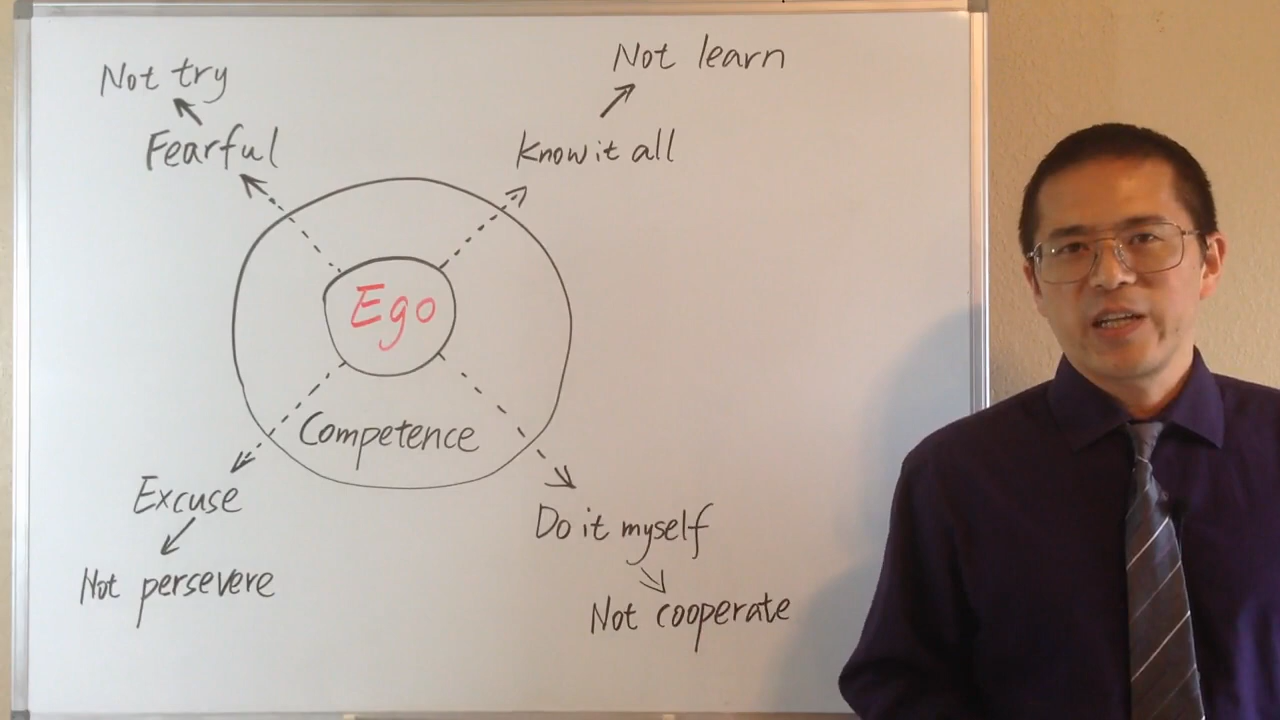 Not try
Fearful
Not learn
Know it all
Ego
Competence
Excuse
Not persevere
Do it myself
Not cooperate